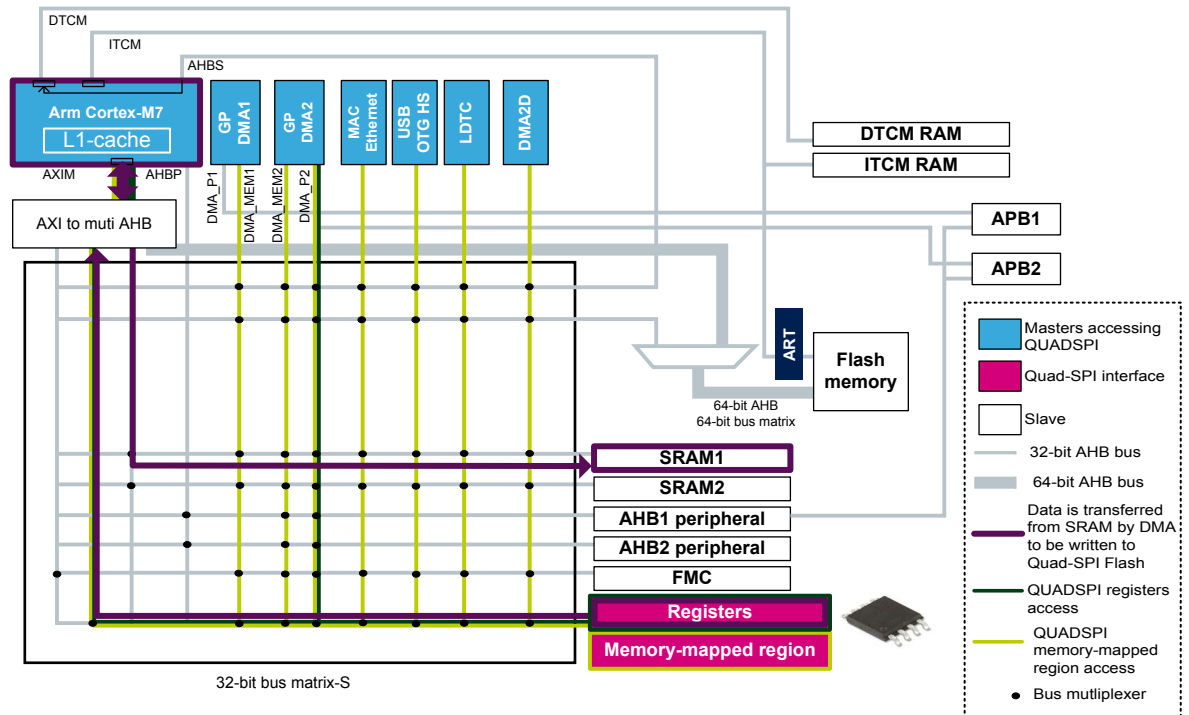 DTCM
ITCM
AHBS
Arm Cortex-M7
L1-cache
GP
DMA1
GP
DMA2
MAC
Ethernet
USB
OTG HS
LDTC
DMA2D
DTCM RAM
ITCM RAM
AXIM
AHBP
DMA_P1
DMA_MEM1
DMA_MEM2
DMA_P2
AXI to muti AHB
APB1
APB2
ART
Flash
memory
64-bit AHB
64-bit bus matrix
SRAM1
SRAM2
AHB1 peripheral
AHB2 peripheral
FMC
Registers
Memory-mapped region
32-bit bus matrix-S
Masters accessing
QUADSPI
Quad-SPI interface
Slave
32-bit AHB bus
64-bit AHB bus
Data is transferred
from SRAM by DMA
to be written to
Quad-SPI Flash
QUADSPI registers
access
QUADSPI
memory-mapped
region access
Bus mutliplexer